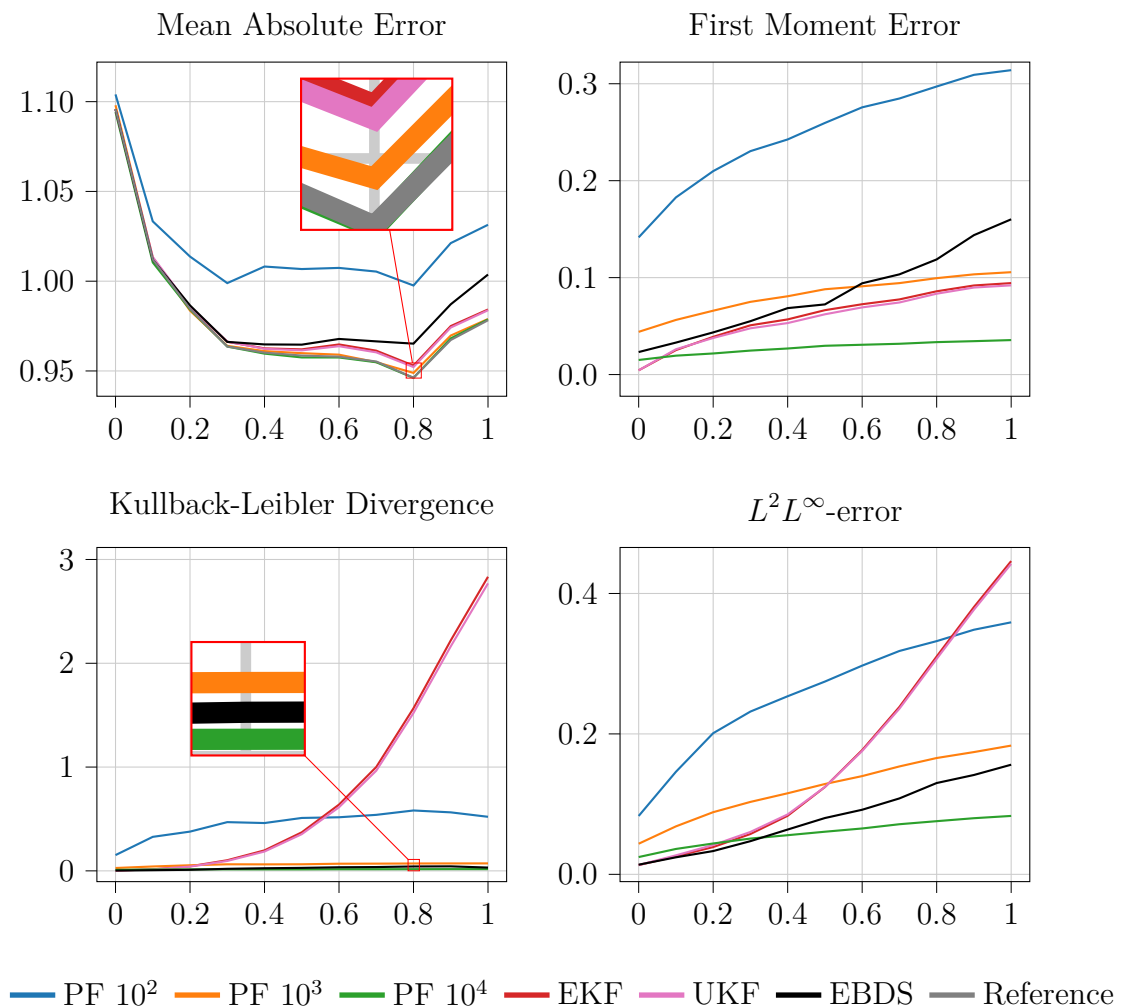 Mean Absolute Error
1.10
1.05
1.00
0.95
0 0.2 0.4 0.6 0.8 1
First Moment Error
0.3
0.2
0.1
0.0
0 0.2 0.4 0.6 0.8 1
Kullback-Leibler Divergence
3
2
1
0
0 0.2 0.4 0.6 0.8 1
L²L^∞-error
0.4
0.2
0.0
0 0.2 0.4 0.6 0.8 1
PF 10² PF 10³ PF 10⁴ EKF UKF EBDS Reference